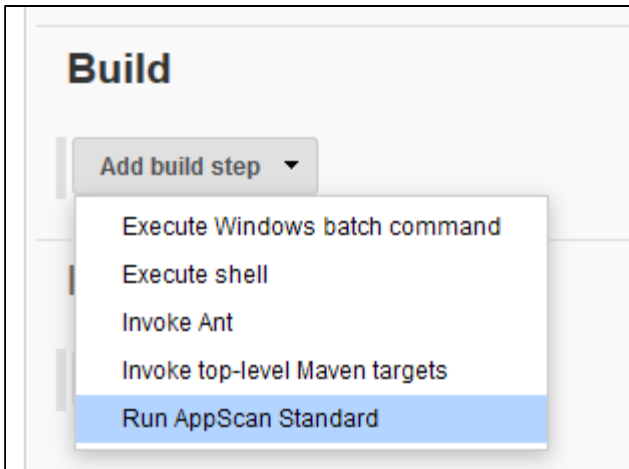 Build
Add build step
Execute Windows batch command
Execute shell
Invoke Ant
Invoke top-level Maven targets
Run AppScan Standard